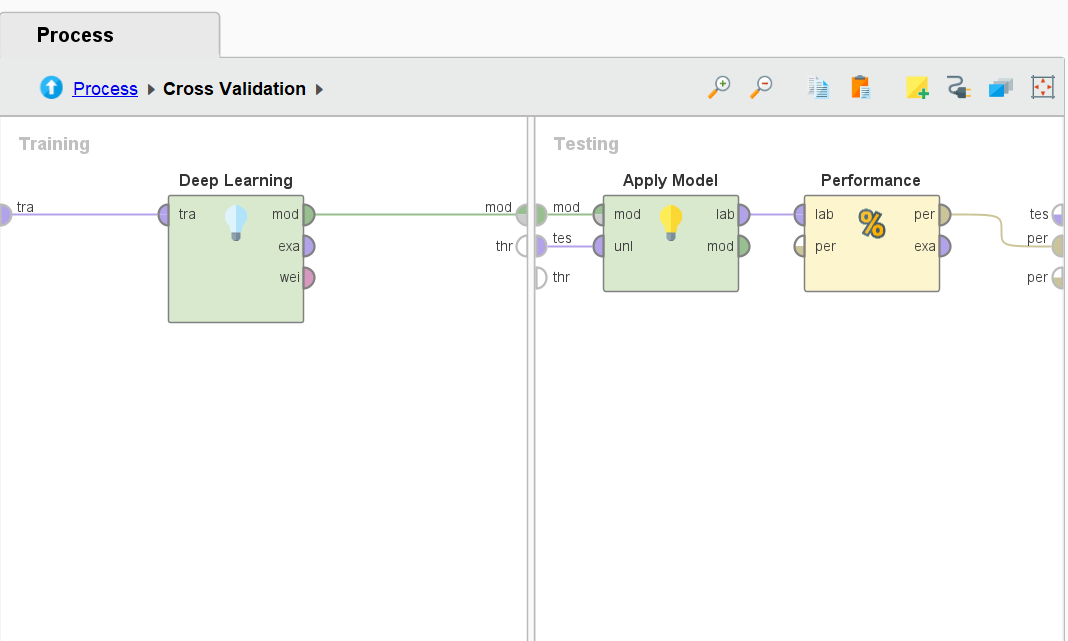 Process
Process Cross Validation
Training
Testing
Deep Learning
Apply Model
Performance
tra
tra
mod
mod
mod
mod
lab
lab
per
tes
exa
thr
tes
unl
mod
per
exa
per
wei
thr
per
%